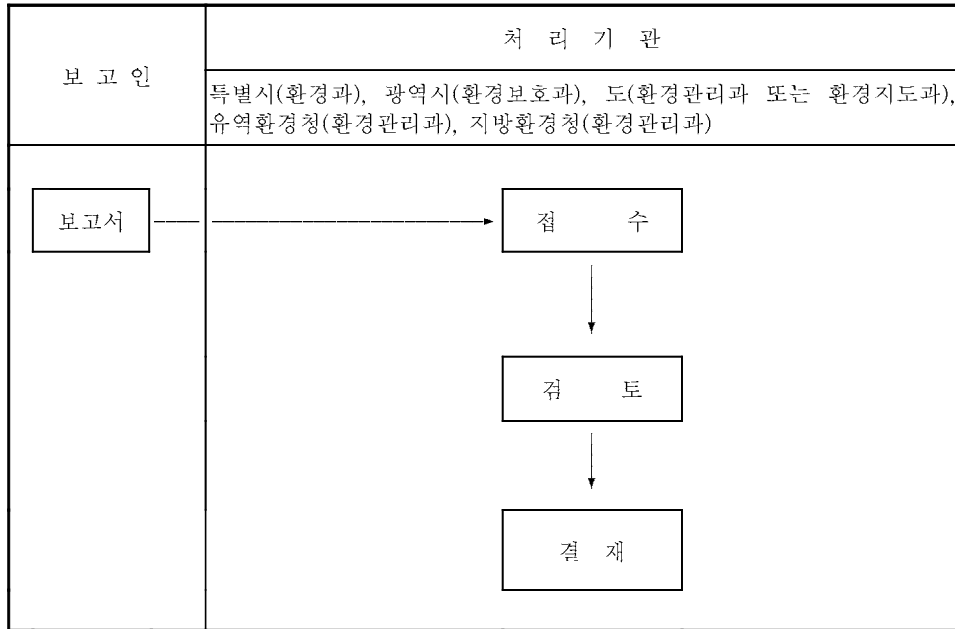 처 리 기 관
보 고 인
특별시(환경과), 광역시(환경보호과), 도(환경관리과 또는 환경지도과),
유역환경청(환경관리과), 지방환경청(환경관리과)
보고서
접 수
검 토
결 재